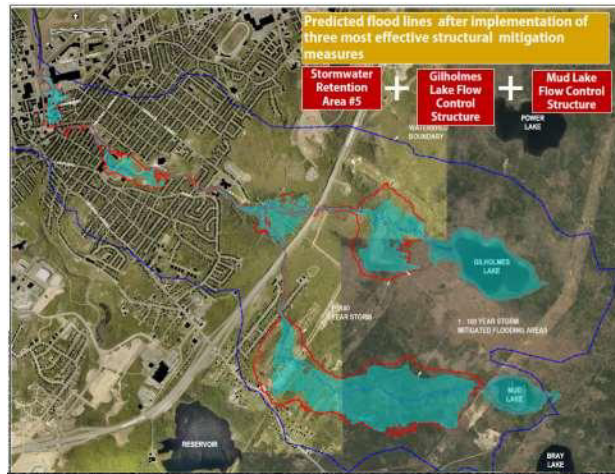 Predicted flood lines after implementation of
three most effective structural mitigation
measures
Stormwater
Retention
Area #5
+
Gilholmes
Lake Flow
Control
Structure
+
Mud Lake
Flow Control
Structure
POWER
LAKE
BOUNDARY
GILHOLMES
LAKE
YEAR STORM
1 : 100 YEAR STORM
MITIGATED FLOODING AREAS
MUD
LAKE
RESERVOIR
BRAY
LAKE